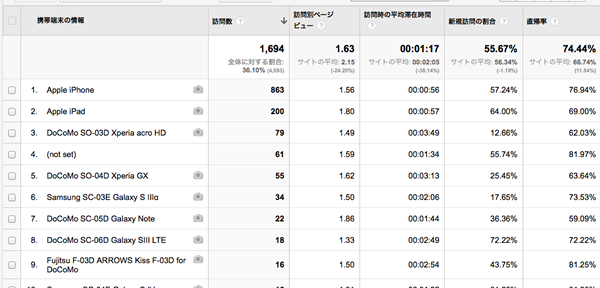 携帯端末の情報 訪問数 訪問別ページビュー 訪問時の平均滞在時間 新規訪問の割合 直帰率
1,694 1.63 00:01:17 55.67% 74.44%
全体に対する割合: 36.10% (4,693) サイトの平均: 2.15 (-24.20%) サイトの平均: 00:02:05 (-38.14%) サイトの平均: 56.34% (-1.19%) サイトの平均: 66.74% (11.54%)
1. Apple iPhone 863 1.56 00:00:56 57.24% 76.94%
2. Apple iPad 200 1.80 00:00:57 64.00% 69.00%
3. DoCoMo SO-03D Xperia acro HD 79 1.49 00:03:49 12.66% 62.03%
4. (not set) 61 1.59 00:01:34 55.74% 81.97%
5. DoCoMo SO-04D Xperia GX 55 1.62 00:03:13 25.45% 63.64%
6. Samsung SC-03E Galaxy S IIIα 34 1.50 00:02:06 17.65% 73.53%
7. DoCoMo SC-05D Galaxy Note 22 1.86 00:01:44 36.36% 59.09%
8. DoCoMo SC-06D Galaxy SIII LTE 18 1.33 00:02:49 72.22% 72.22%
9. Fujitsu F-03D ARROWS Kiss F-03D for DoCoMo 16 1.50 00:02:54 43.75% 81.25%